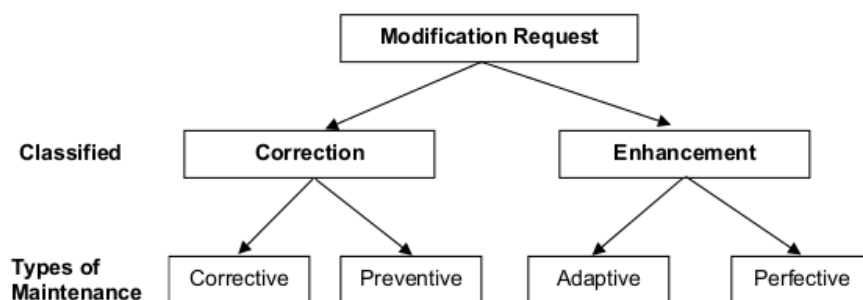 Modification Request
Classified
Correction
Enhancement
Types of
Maintenance
Corrective
Preventive
Adaptive
Perfective